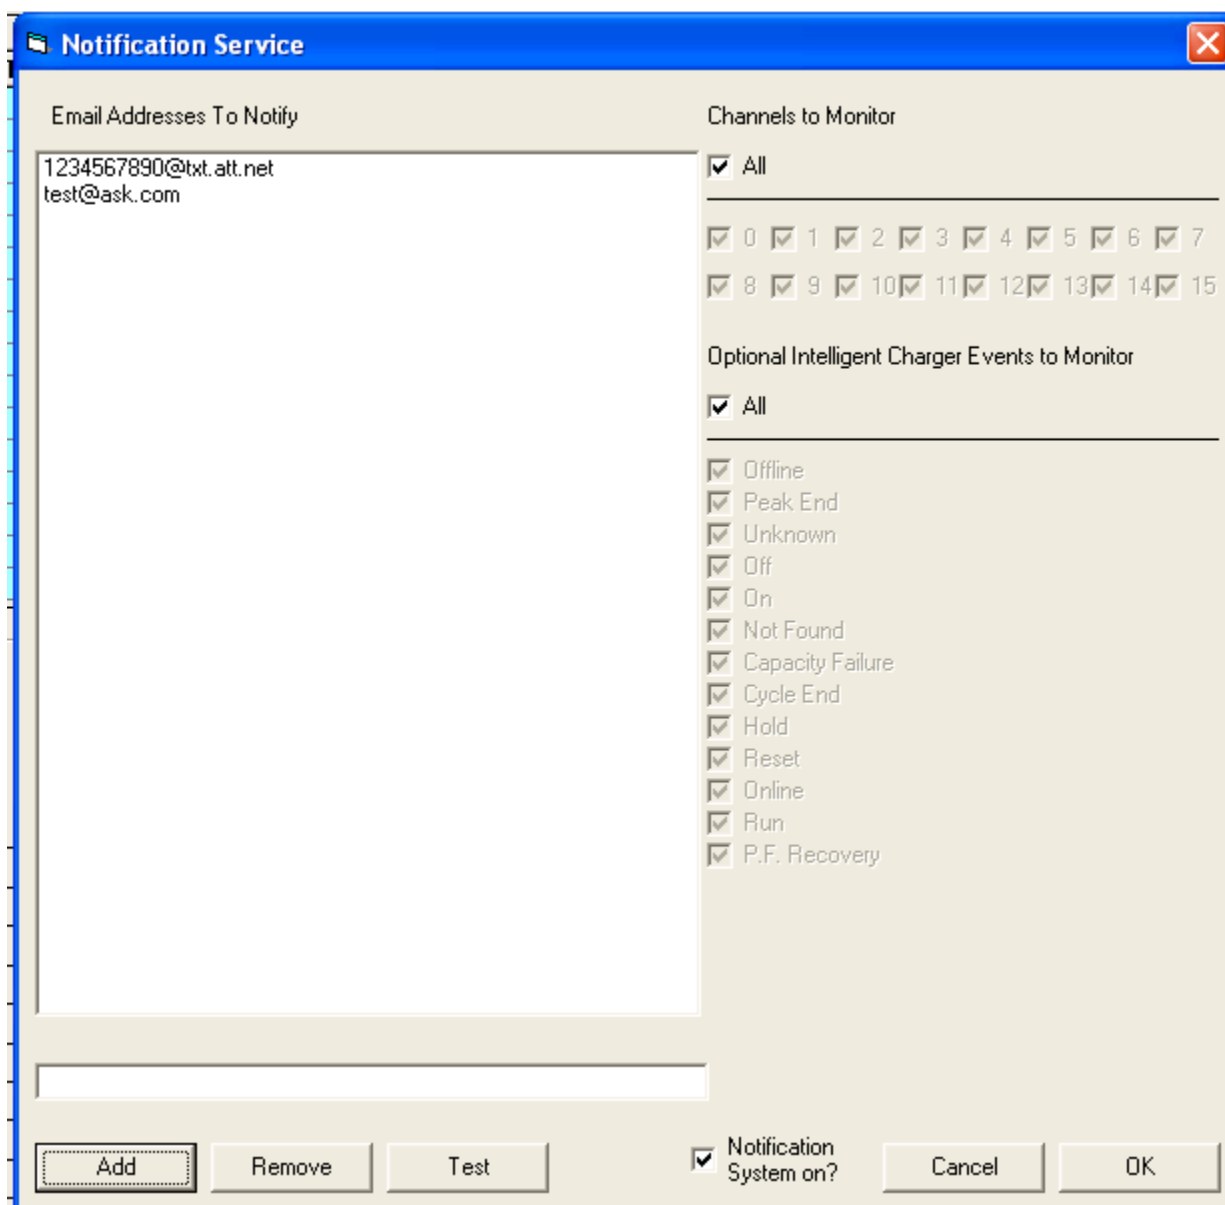 Notification Service
Email Addresses To Notify
1234567890@txt.att.net
test@ask.com
Channels to Monitor
All
0 1 2 3 4 5 6 7
8 9 10 11 12 13 14 15
Optional Intelligent Charger Events to Monitor
All
Offline
Peak End
Unknown
Off
On
Not Found
Capacity Failure
Cycle End
Hold
Reset
Online
Run
P.F. Recovery
Add Remove Test
Notification
System on?
Cancel OK